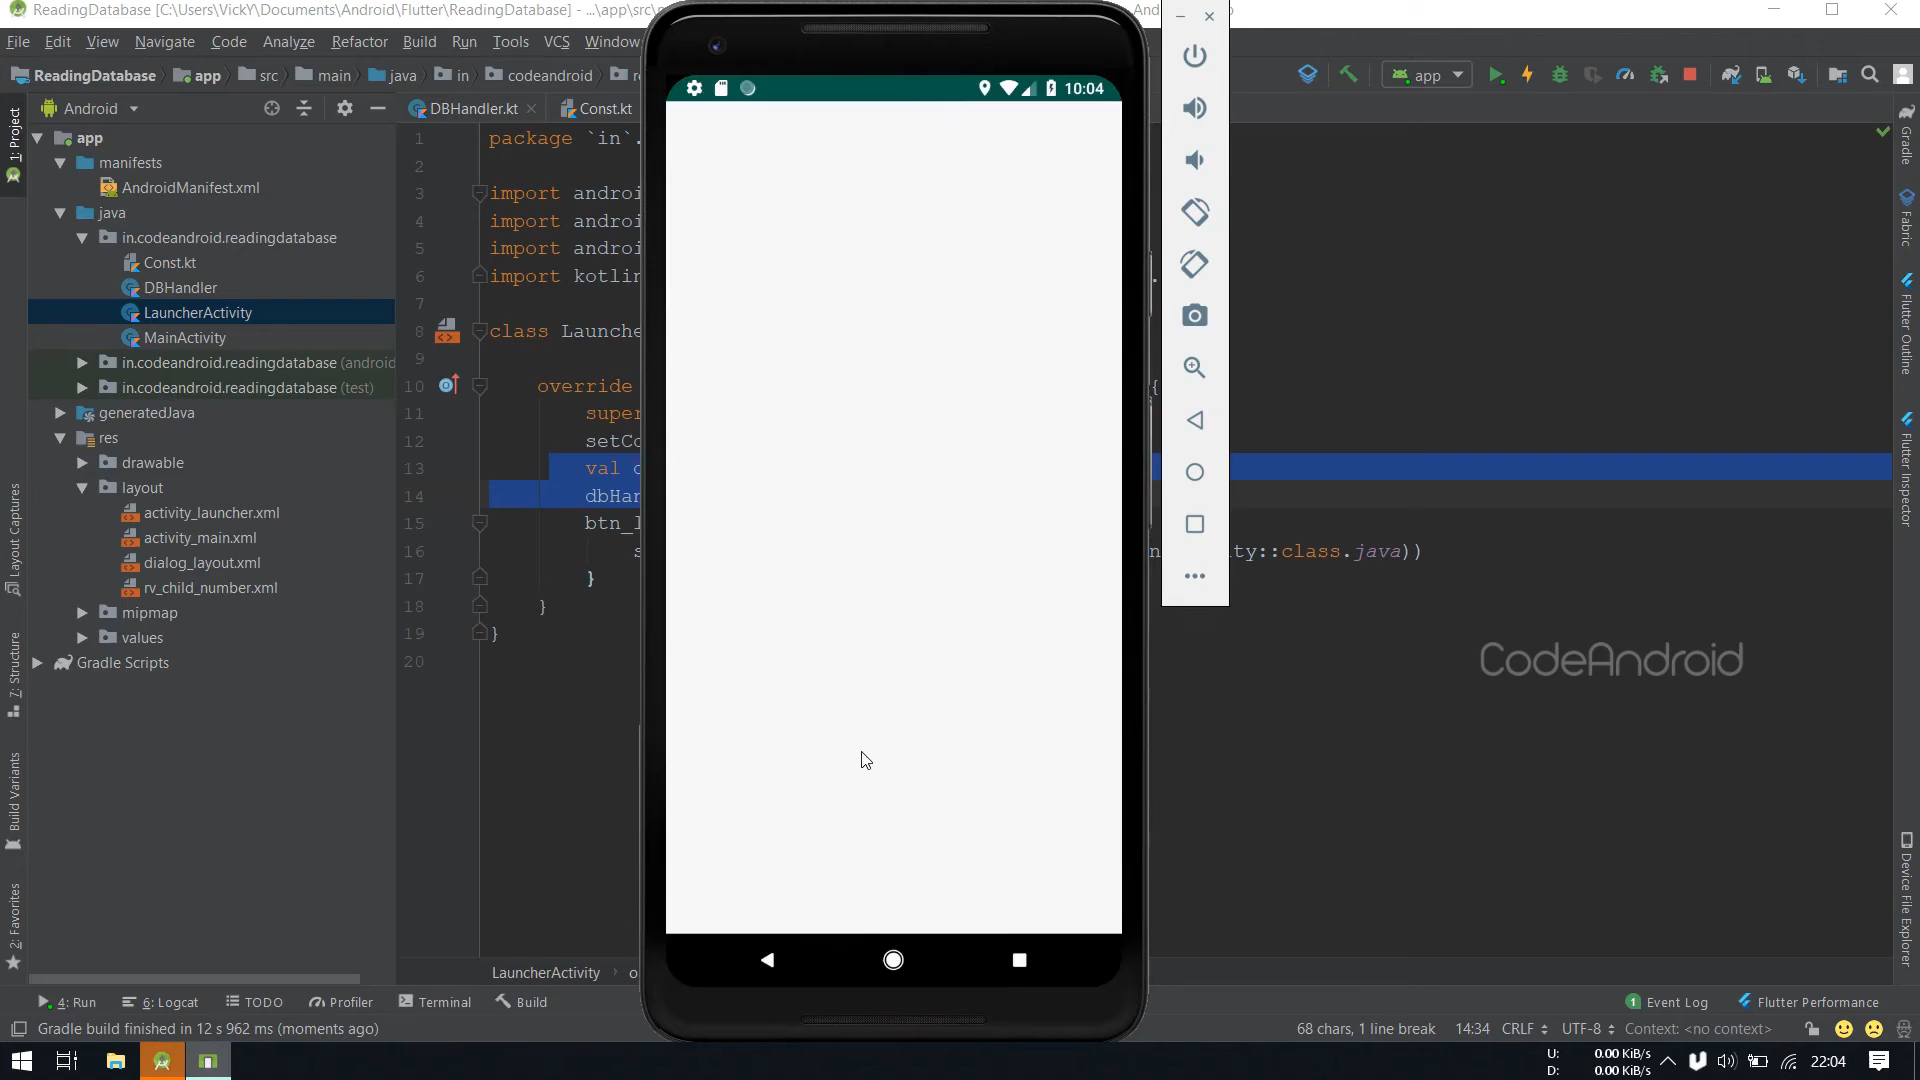 ReadingDatabase [C:\Users\VickY\Documents\Android\Flutter\ReadingDatabase] - ...\app\src\
File Edit View Navigate Code Analyze Refactor Build Run Tools VCS Window
ReadingDatabase app src main java in codeandroid
app
Android
DBHandler.kt
Const.kt
10:04
1: Project
app
manifests
AndroidManifest.xml
java
in.codeandroid.readingdatabase
Const.kt
DBHandler
LauncherActivity
MainActivity
in.codeandroid.readingdatabase (android
in.codeandroid.readingdatabase (test)
generatedJava
res
drawable
layout
activity_launcher.xml
activity_main.xml
dialog_layout.xml
rv_child_number.xml
mipmap
values
Gradle Scripts
1 package `in`.
2
3 import androi
4 import androi
5 import androi
6 import kotlin
7
8 class Launche
9
10 override {
11 super
12 setCo
13 val
14 dbHan
15 btn_l
16 s ity::class.java))
17 }
18 }
19 }
20
CodeAndroid
Gradle
Fabric
Flutter Outline
Flutter Inspector
Device File Explorer
Layout Captures
7: Structure
Build Variants
2: Favorites
LauncherActivity
4: Run 6: Logcat TODO Profiler Terminal Build
1 Event Log Flutter Performance
Gradle build finished in 12 s 962 ms (moments ago)
68 chars, 1 line break 14:34 CRLF UTF-8 Context: <no context>
U: 0.00 KiB/s
D: 0.00 KiB/s
22:04